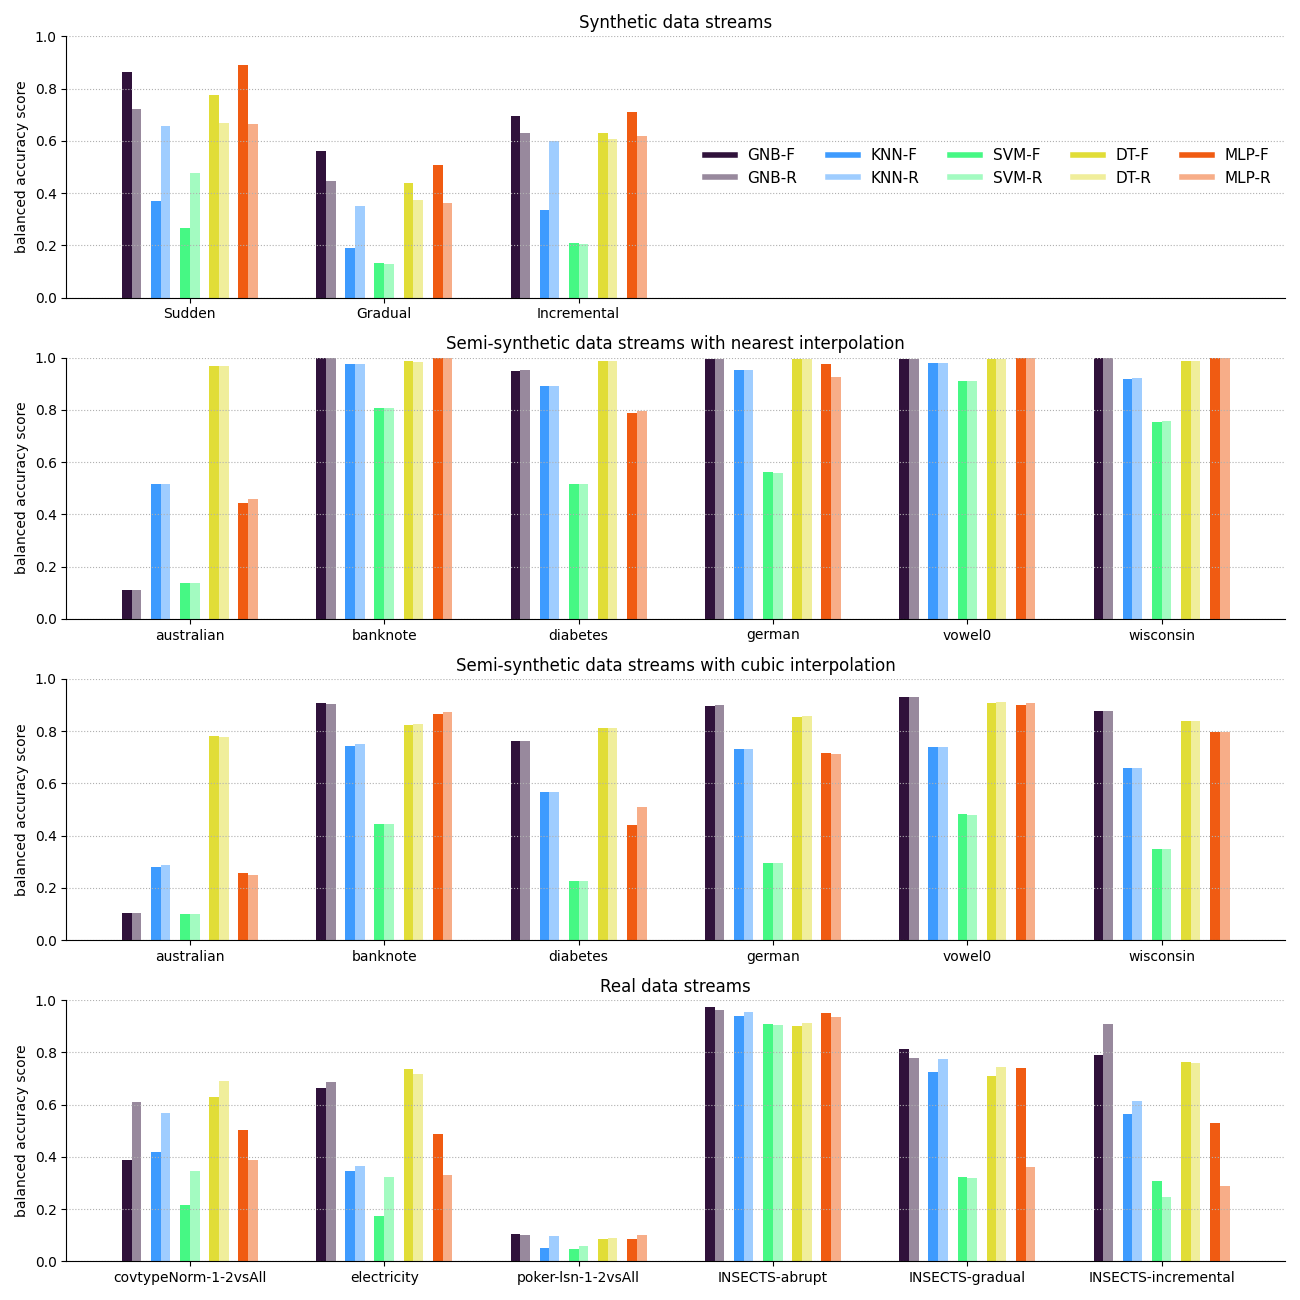 Synthetic data streams
balanced accuracy score
1.0
0.8
0.6
0.4
0.2
0.0
GNB-F KNN-F SVM-F DT-F MLP-F
GNB-R KNN-R SVM-R DT-R MLP-R
Sudden Gradual Incremental
Semi-synthetic data streams with nearest interpolation
balanced accuracy score
1.0
0.8
0.6
0.4
0.2
0.0
australian banknote diabetes german vowel0 wisconsin
Semi-synthetic data streams with cubic interpolation
balanced accuracy score
1.0
0.8
0.6
0.4
0.2
0.0
australian banknote diabetes german vowel0 wisconsin
Real data streams
balanced accuracy score
1.0
0.8
0.6
0.4
0.2
0.0
covtypeNorm-1-2vsAll electricity poker-lsn-1-2vsAll INSECTS-abrupt INSECTS-gradual INSECTS-incremental